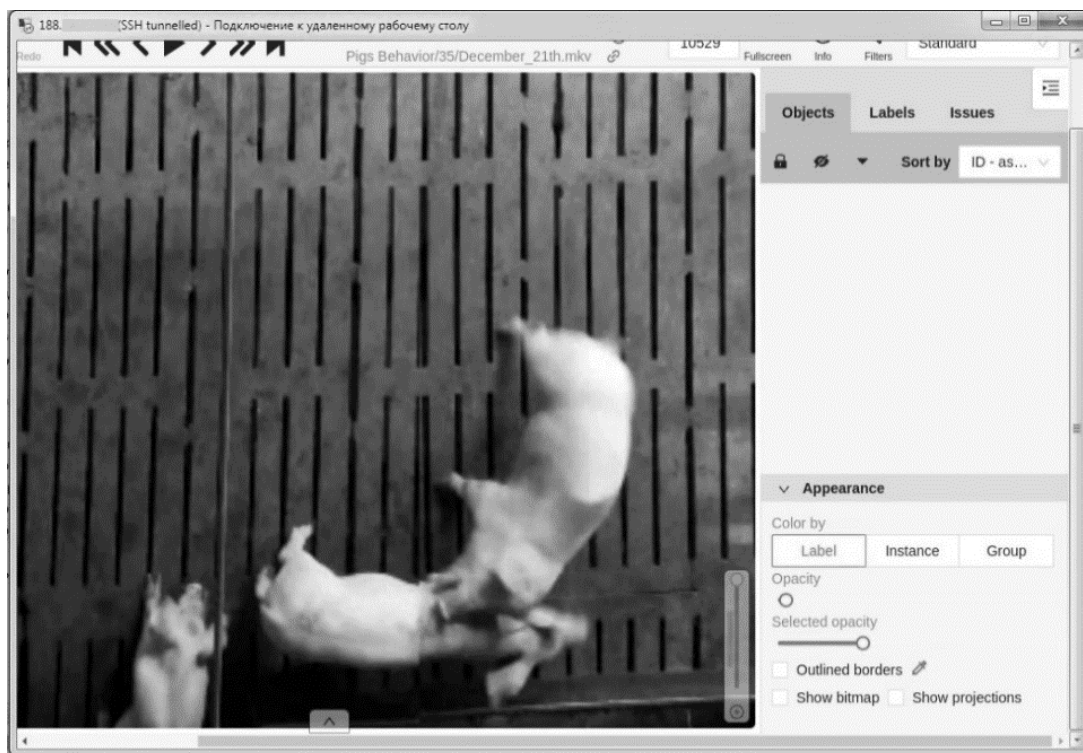 188. (SSH tunnelled) - Подключение к удаленному рабочему столу
Redo
Pigs Behavior/35/December_21th.mkv
10529
Fullscreen
Info
Filters
Standard
Objects
Labels
Issues
Sort by
ID - as...
Appearance
Color by
Label
Instance
Group
Opacity
Selected opacity
Outlined borders
Show bitmap
Show projections